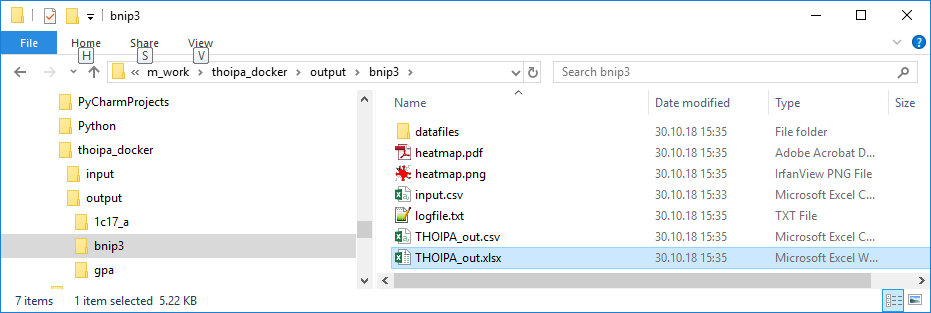 bnip3
File Home Share View
H S V
« m_work › thoipa_docker › output › bnip3 › Search bnip3
PyCharmProjects
Python
thoipa_docker
input
output
1c17_a
bnip3
gpa
Name Date modified Type Size
datafiles 30.10.18 15:35 File folder
heatmap.pdf 30.10.18 15:35 Adobe Acrobat D...
heatmap.png 30.10.18 15:35 IrfanView PNG File
input.csv 30.10.18 15:33 Microsoft Excel C...
logfile.txt 30.10.18 15:35 TXT File
THOIPA_out.csv 30.10.18 15:35 Microsoft Excel C...
THOIPA_out.xlsx 30.10.18 15:35 Microsoft Excel W...
7 items 1 item selected 5.22 KB